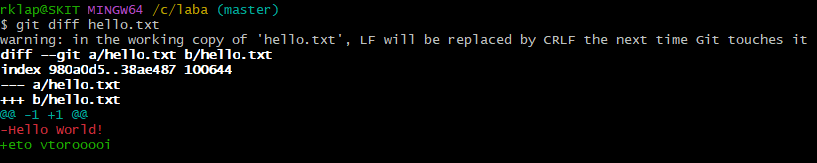 rklap@SKIT MINGW64 /c/laba (master)
$ git diff hello.txt
warning: in the working copy of 'hello.txt', LF will be replaced by CRLF the next time Git touches it
diff --git a/hello.txt b/hello.txt
index 980a0d5..38ae487 100644
--- a/hello.txt
+++ b/hello.txt
@@ -1 +1 @@
-Hello World!
+eto vtorooooi